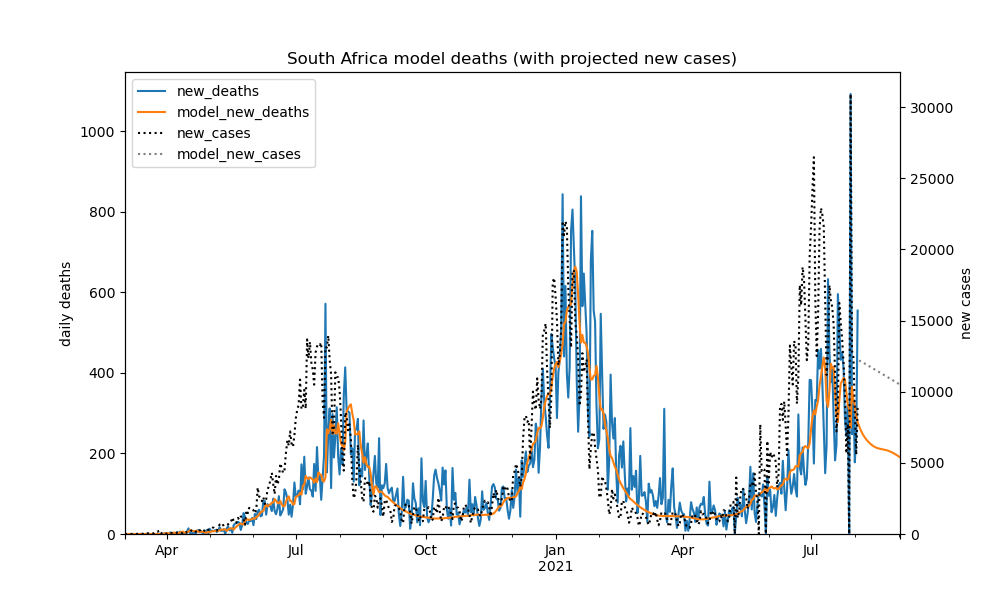 South Africa model deaths (with projected new cases)
new_deaths
model_new_deaths
new_cases
model_new_cases
daily deaths
1000
800
600
400
200
0
30000
25000
20000
15000
10000
5000
0
new cases
Apr
Jul
Oct
Jan
2021
Apr
Jul